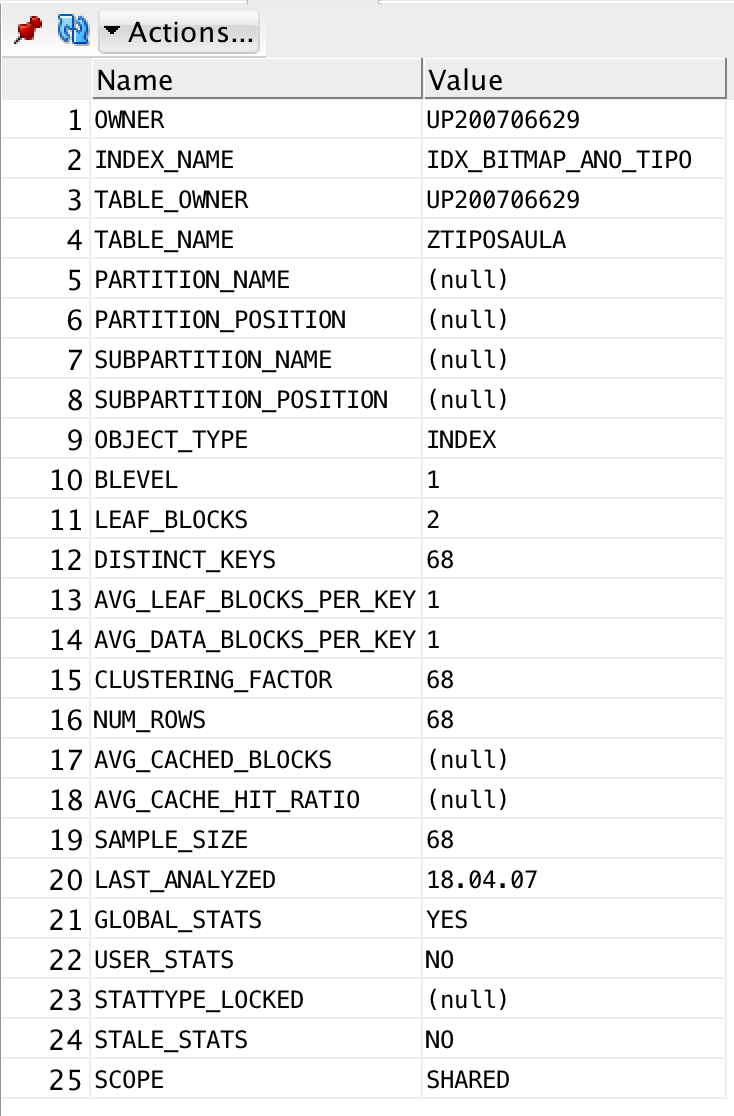 Actions...
Name Value
1 OWNER UP200706629
2 INDEX_NAME IDX_BITMAP_ANO_TIPO
3 TABLE_OWNER UP200706629
4 TABLE_NAME ZTIPOSAULA
5 PARTITION_NAME (null)
6 PARTITION_POSITION (null)
7 SUBPARTITION_NAME (null)
8 SUBPARTITION_POSITION (null)
9 OBJECT_TYPE INDEX
10 BLEVEL 1
11 LEAF_BLOCKS 2
12 DISTINCT_KEYS 68
13 AVG_LEAF_BLOCKS_PER_KEY 1
14 AVG_DATA_BLOCKS_PER_KEY 1
15 CLUSTERING_FACTOR 68
16 NUM_ROWS 68
17 AVG_CACHED_BLOCKS (null)
18 AVG_CACHE_HIT_RATIO (null)
19 SAMPLE_SIZE 68
20 LAST_ANALYZED 18.04.07
21 GLOBAL_STATS YES
22 USER_STATS NO
23 STATTYPE_LOCKED (null)
24 STALE_STATS NO
25 SCOPE SHARED